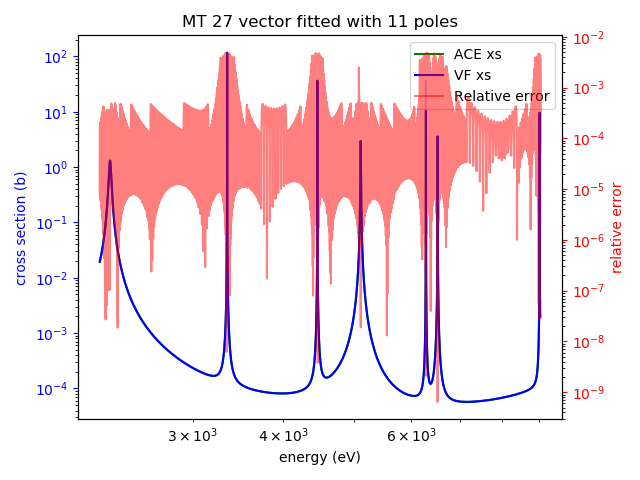 MT 27 vector fitted with 11 poles
ACE xs
VF xs
Relative error
10^2
10^1
10^0
10^-1
10^-2
10^-3
10^-4
cross section (b)
10^-2
10^-3
10^-4
10^-5
10^-6
10^-7
10^-8
10^-9
relative error
3 × 10^3
4 × 10^3
6 × 10^3
energy (eV)